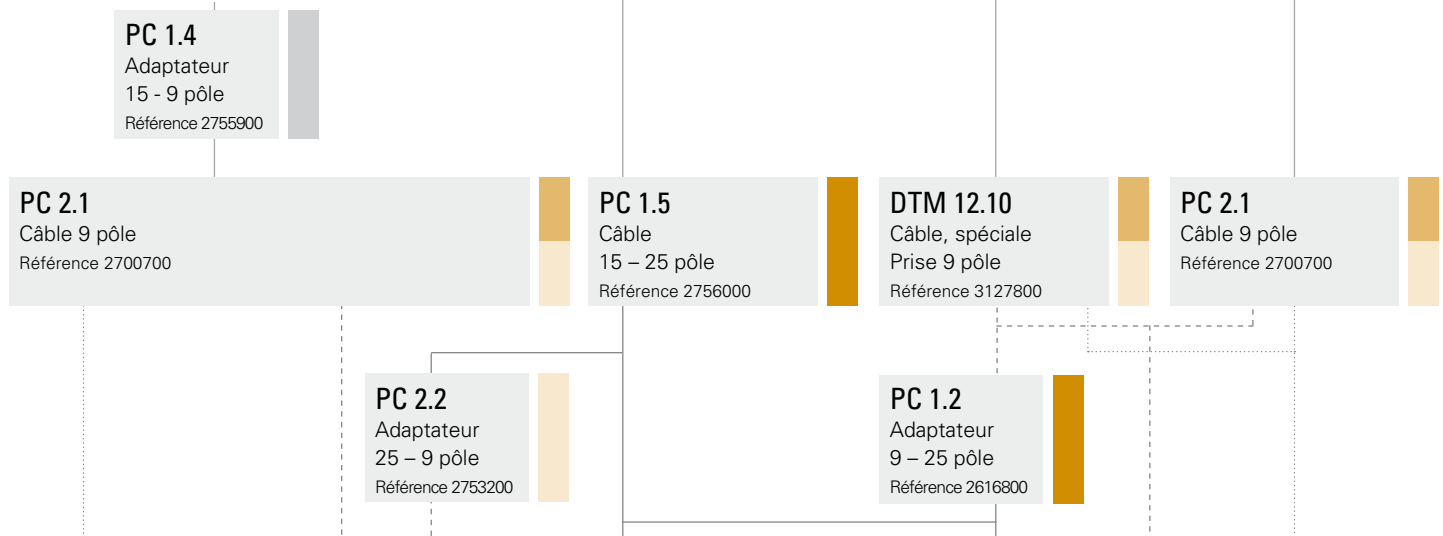 PC 1.4
Adaptateur
15 - 9 pôle
Référence 2755900
PC 2.1
Câble 9 pôle
Référence 2700700
PC 1.5
Câble
15 – 25 pôle
Référence 2756000
DTM 12.10
Câble, spéciale
Prise 9 pôle
Référence 3127800
PC 2.1
Câble 9 pôle
Référence 2700700
PC 2.2
Adaptateur
25 – 9 pôle
Référence 2753200
PC 1.2
Adaptateur
9 – 25 pôle
Référence 2616800